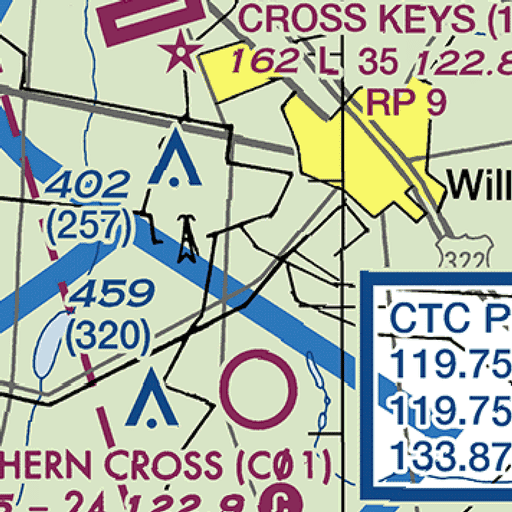 CROSS KEYS (1
162 L 35 122.8
RP 9
402
(257)
Will
322
459
(320)
CTC P
119.75
119.75
133.87
HERN CROSS (CØ1)
5 - 24 122.9 C